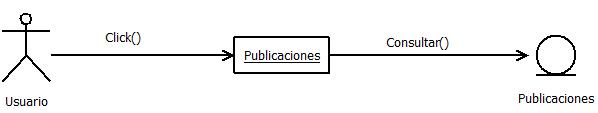 Click()
Consultar()
Publicaciones
Usuario
Publicaciones